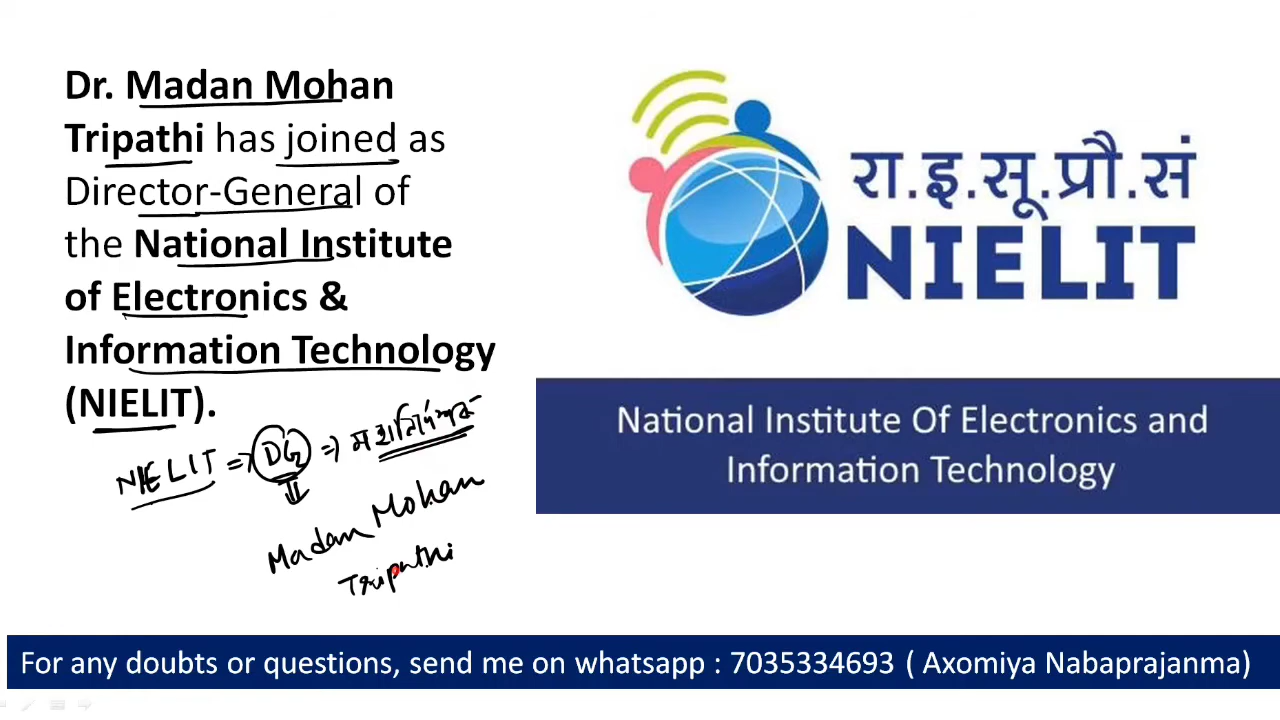 Dr. Madan Mohan
Tripathi has joined as
Director-General of
the National Institute
of Electronics &
Information Technology
(NIELIT).
NIELIT => DG =>
Madan Mohan
Tripathi
रा.इ.सू.प्रौ.सं
NIELIT
National Institute Of Electronics and
Information Technology
For any doubts or questions, send me on whatsapp : 7035334693 ( Axomiya Nabaprajanma)